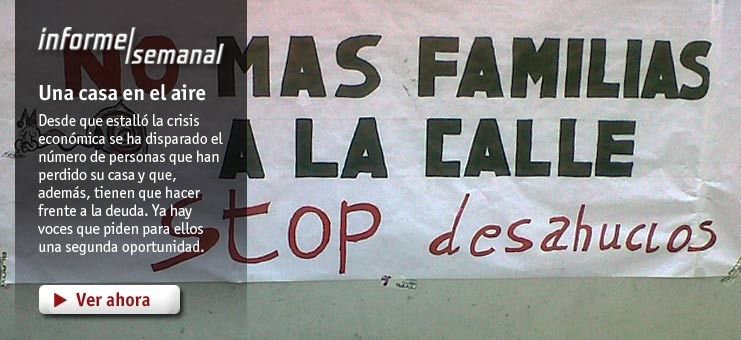 informe semanal
Una casa en el aire
Desde que estalló la crisis
económica se ha disparado el
número de personas que han
perdido su casa y que,
además, tienen que hacer
frente a la deuda. Ya hay
voces que piden para ellos
una segunda oportunidad.
Ver ahora
NO MAS FAMILIAS
A LA CALLE
STOP desahucios